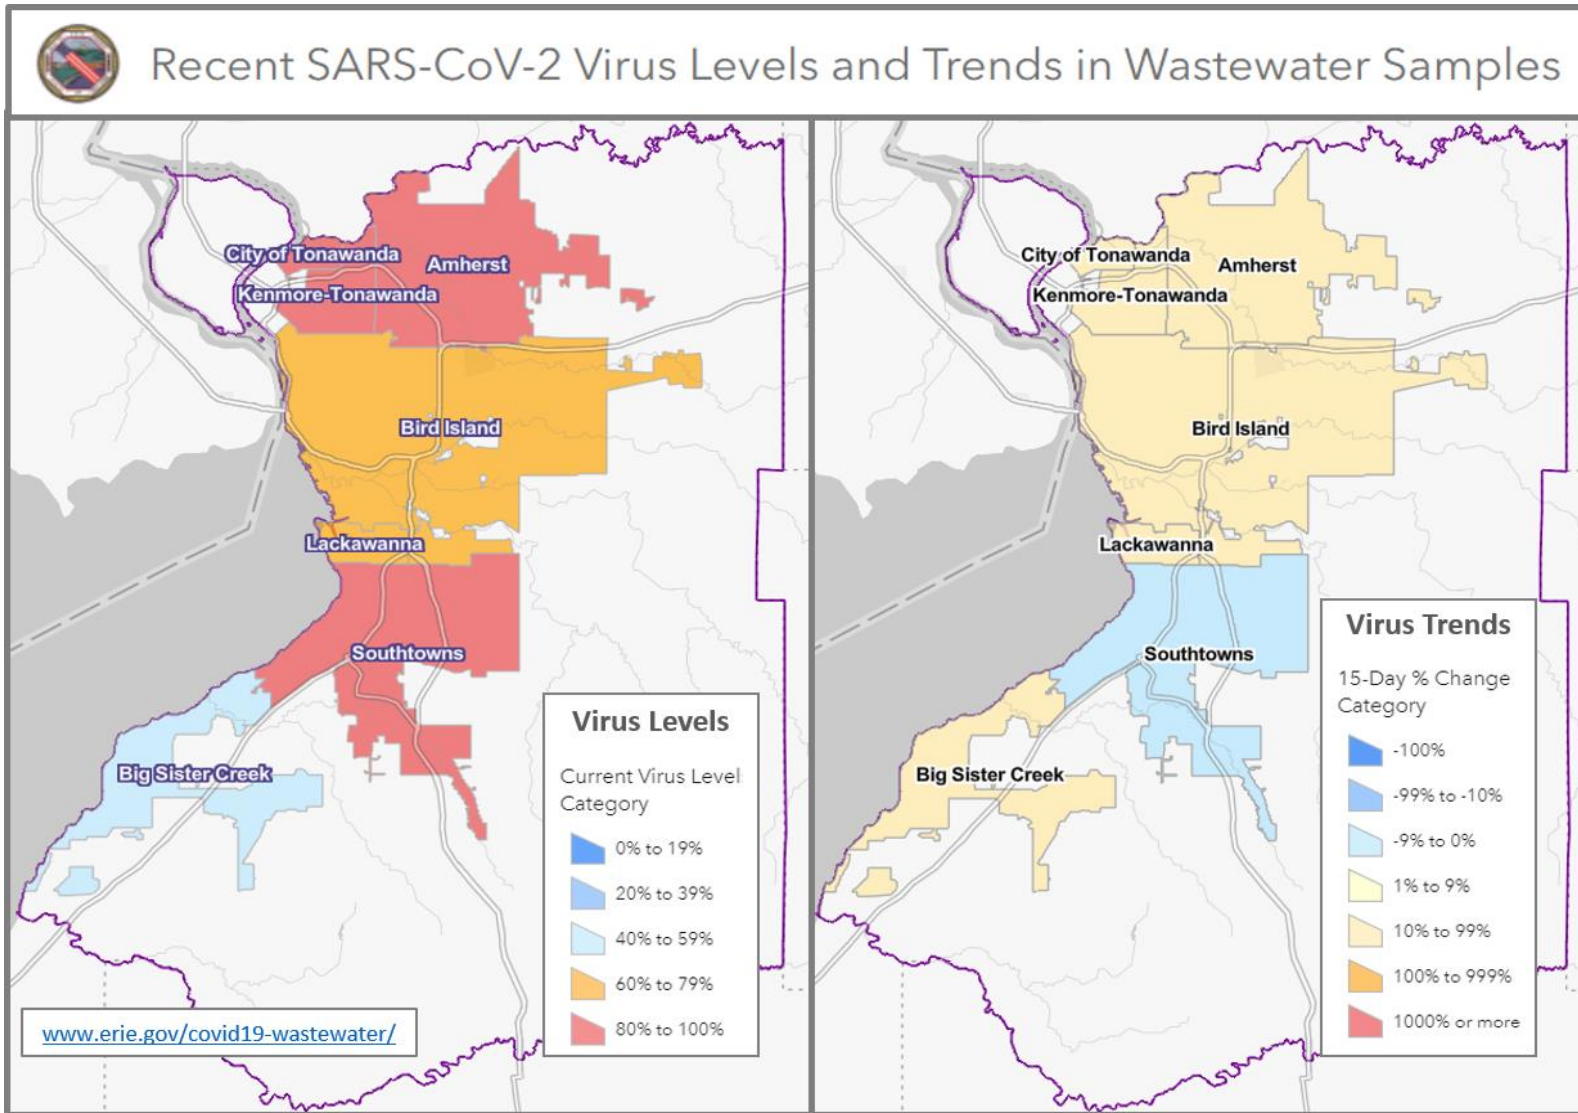 Recent SARS-CoV-2 Virus Levels and Trends in Wastewater Samples
City of Tonawanda
Amherst
Kenmore-Tonawanda
Bird Island
Lackawanna
Southtowns
Big Sister Creek
Virus Levels
Current Virus Level
Category
0% to 19%
20% to 39%
40% to 59%
60% to 79%
80% to 100%
www.erie.gov/covid19-wastewater/
City of Tonawanda
Amherst
Kenmore-Tonawanda
Bird Island
Lackawanna
Southtowns
Big Sister Creek
Virus Trends
15-Day % Change
Category
-100%
-99% to -10%
-9% to 0%
1% to 9%
10% to 99%
100% to 999%
1000% or more